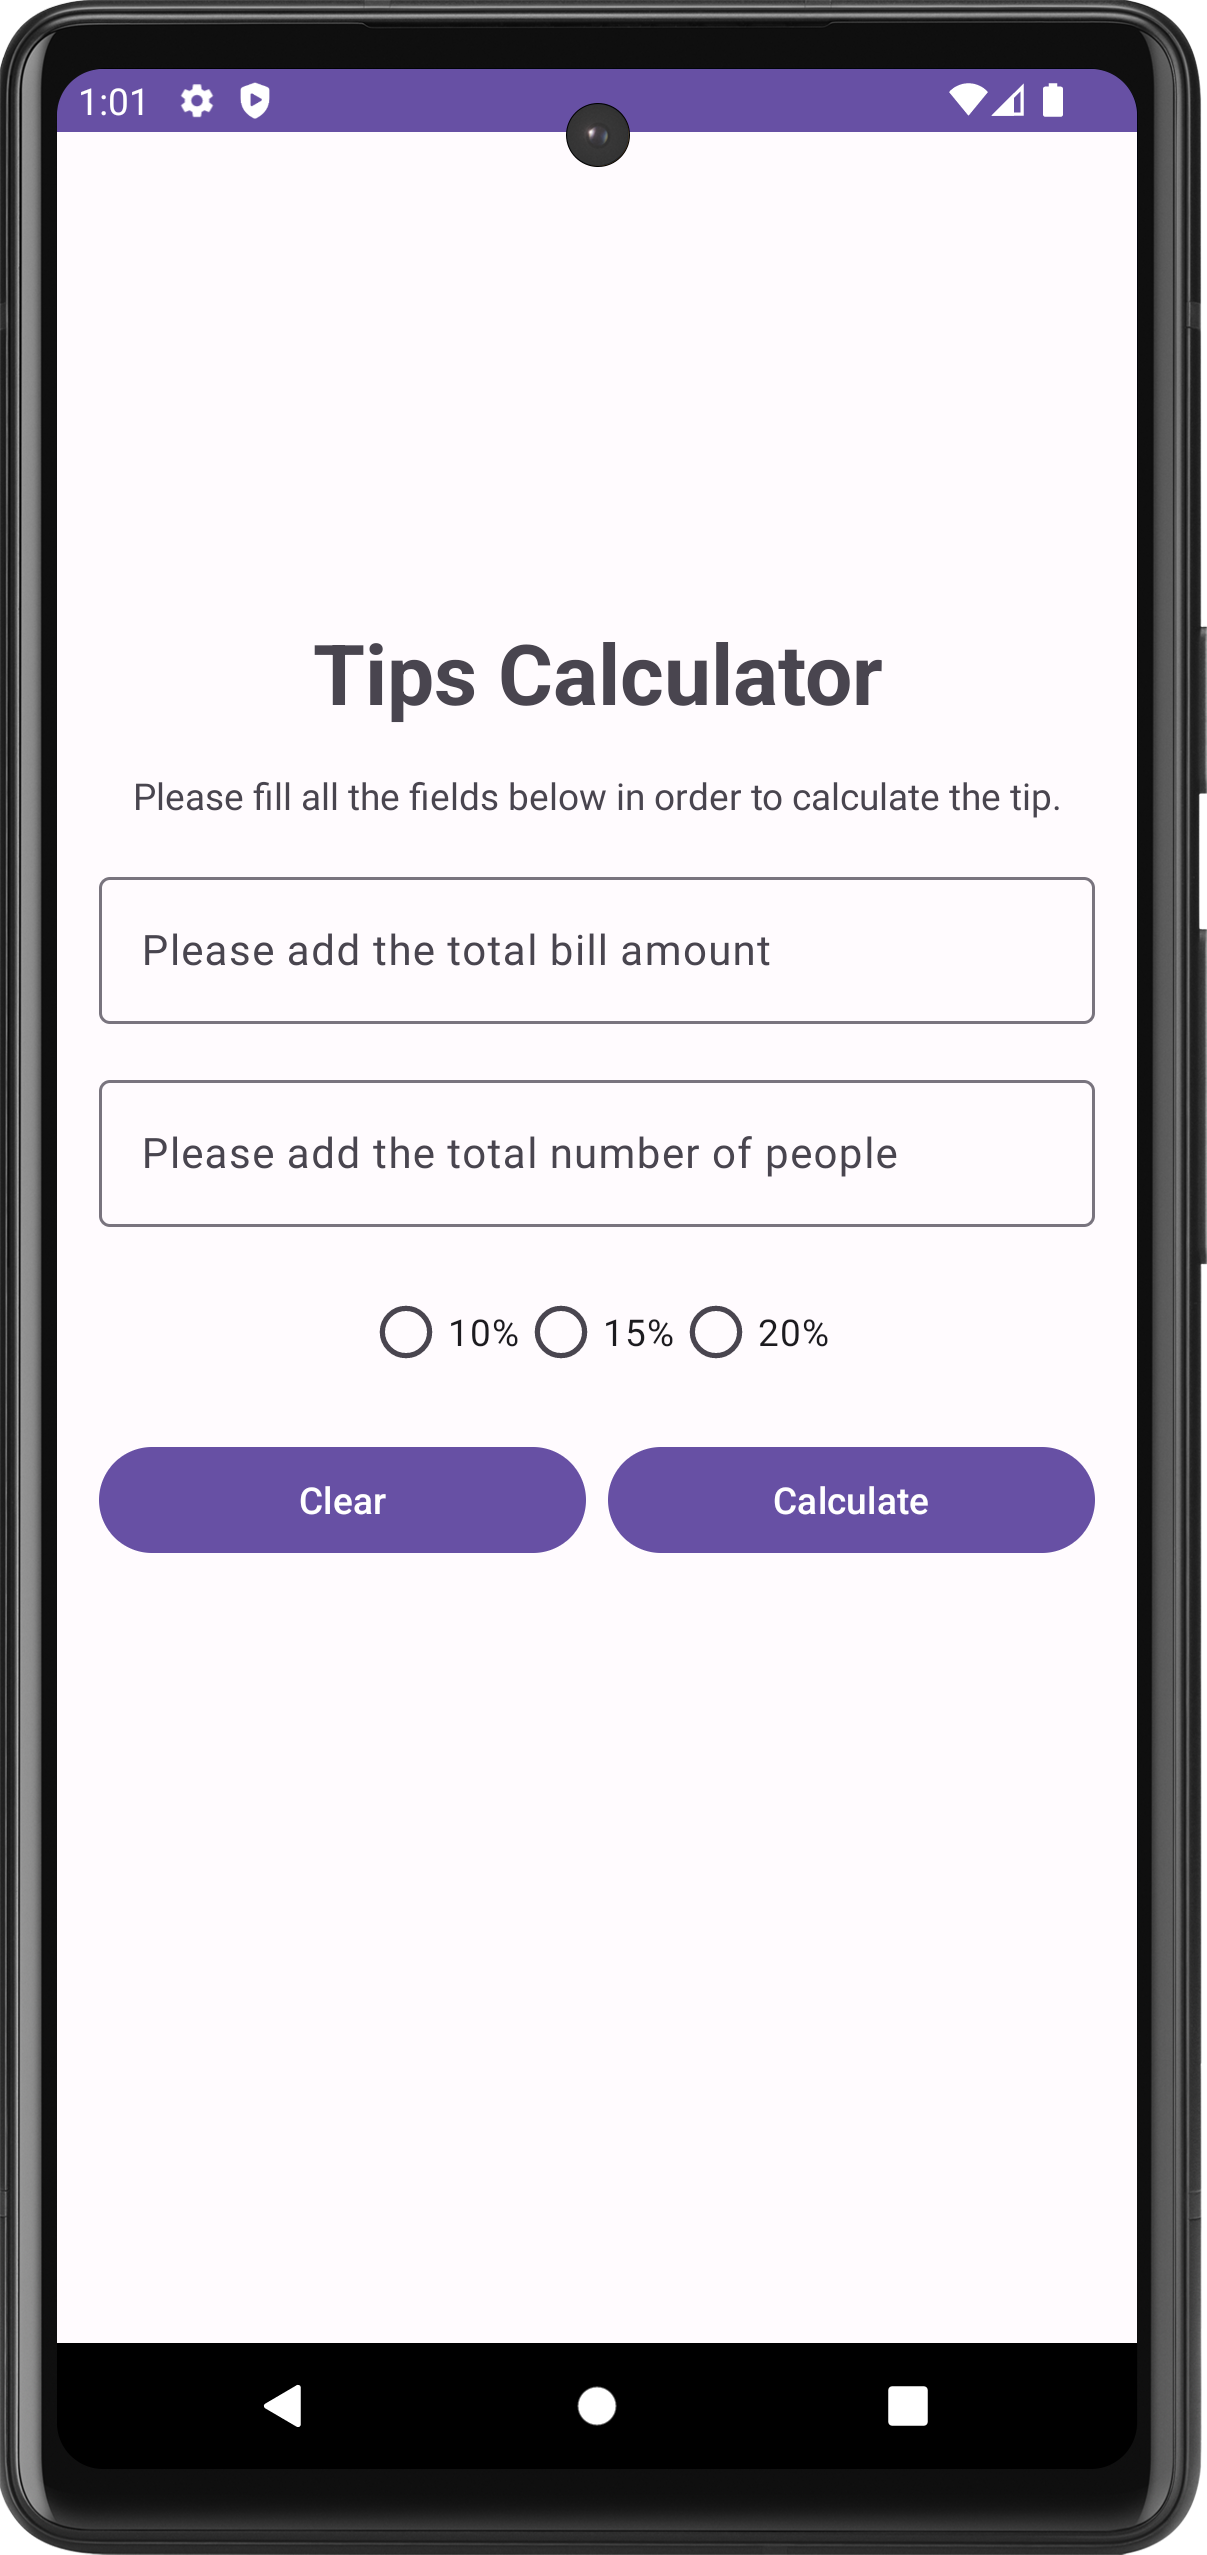 1:01
Tips Calculator
Please fill all the fields below in order to calculate the tip.
Please add the total bill amount
Please add the total number of people
10% 15% 20%
Clear Calculate